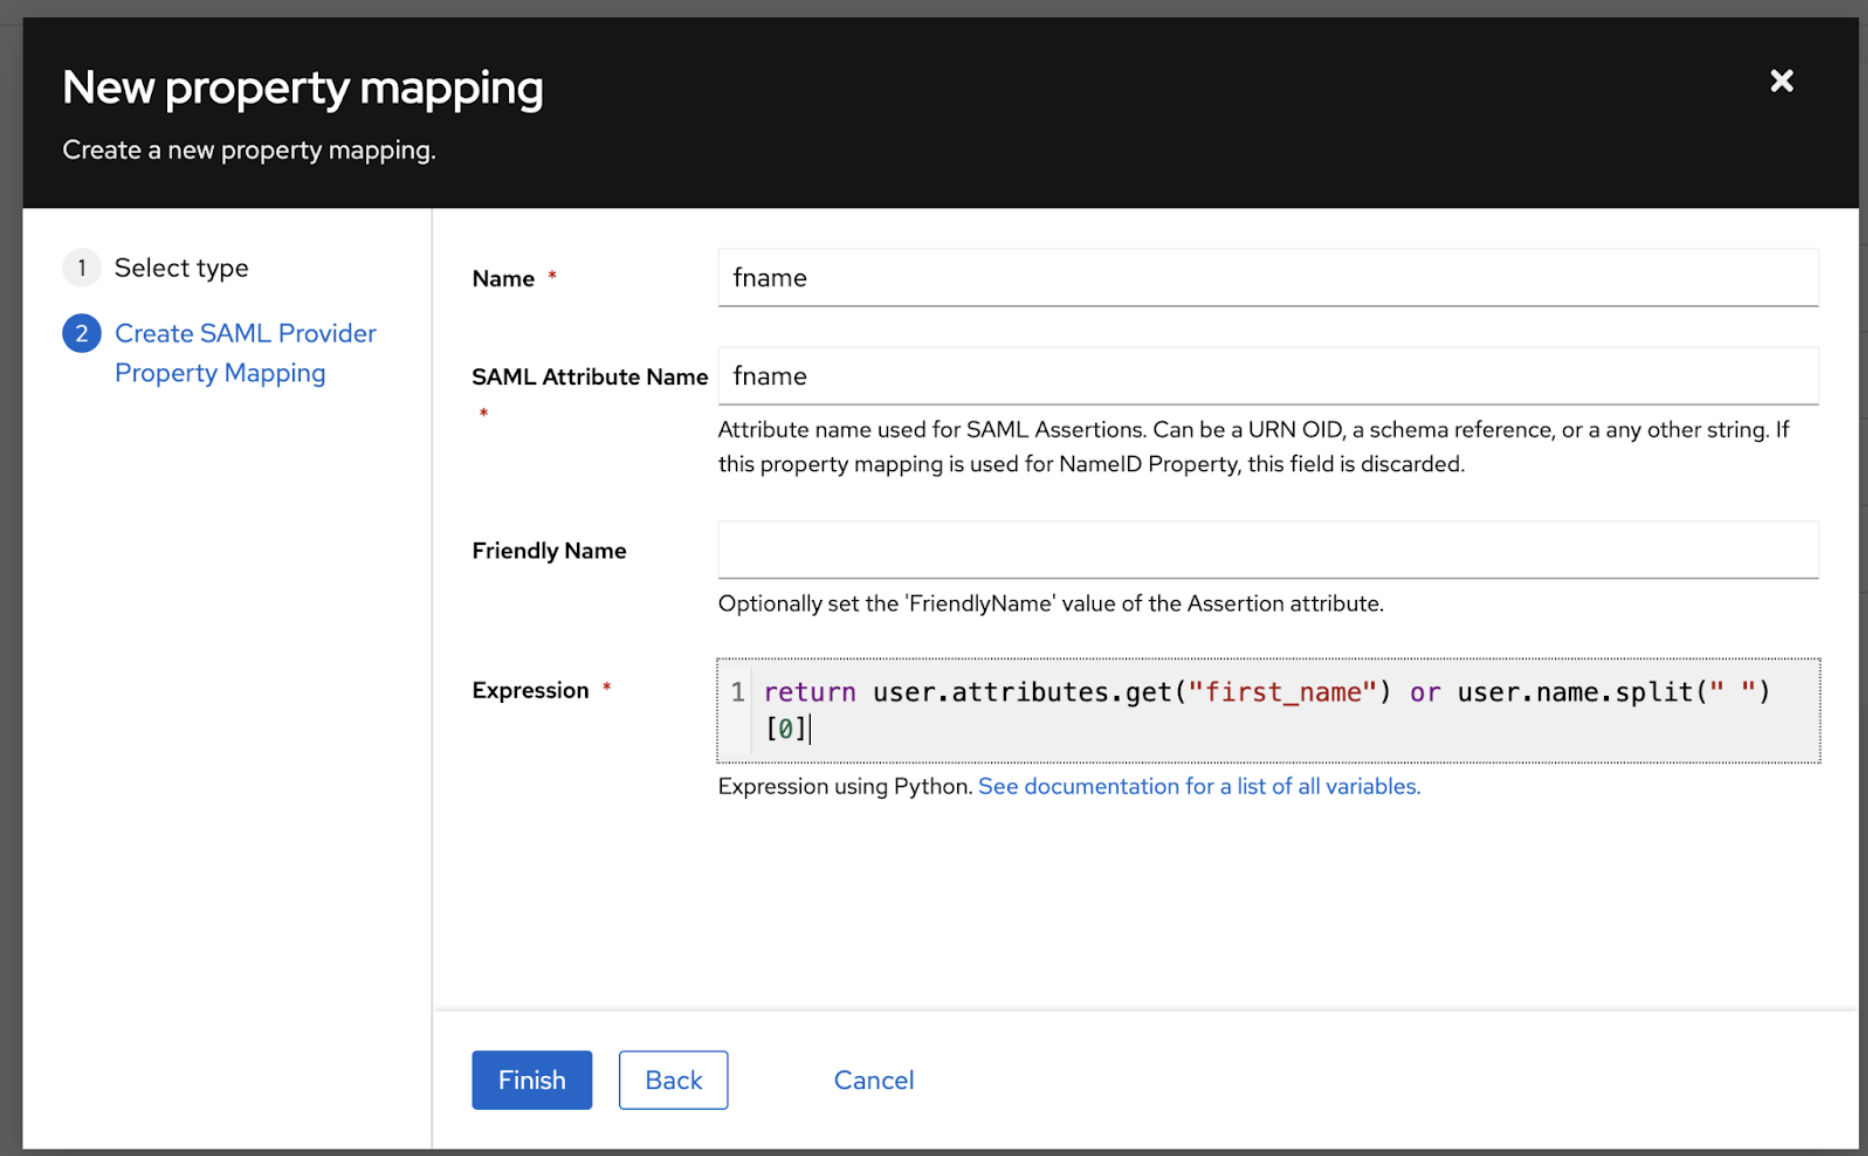 New property mapping
Create a new property mapping.
1 Select type
2 Create SAML Provider
Property Mapping
Name *
fname
SAML Attribute Name
*
fname
Attribute name used for SAML Assertions. Can be a URN OID, a schema reference, or a any other string. If
this property mapping is used for NameID Property, this field is discarded.
Friendly Name
Optionally set the 'FriendlyName' value of the Assertion attribute.
Expression *
1 return user.attributes.get("first_name") or user.name.split(" ")
[0]
Expression using Python. See documentation for a list of all variables.
Finish
Back
Cancel